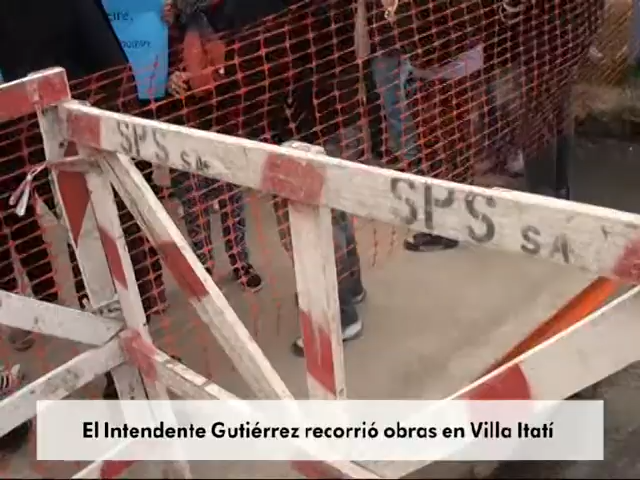 SPS SA
SPS SA
El Intendente Gutiérrez recorrió obras en Villa Itatí